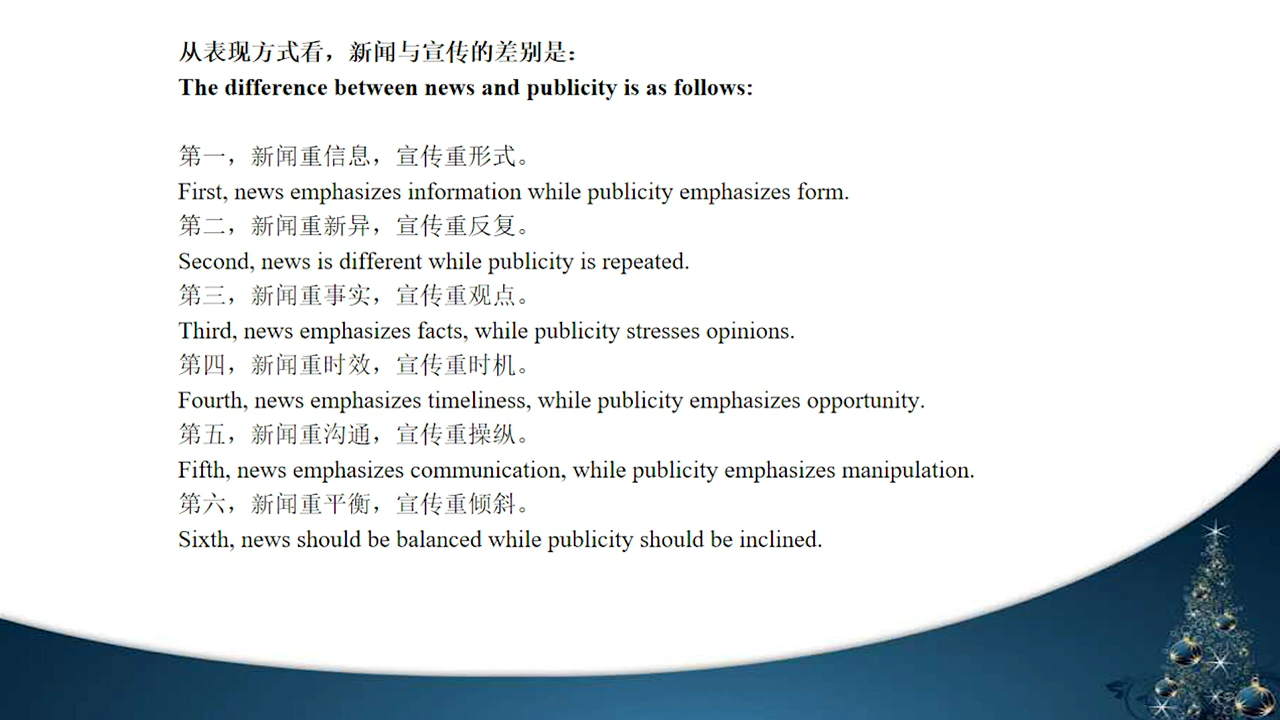 从表现方式看，新闻与宣传的差别是：
The difference between news and publicity is as follows:
第一，新闻重信息，宣传重形式。
First, news emphasizes information while publicity emphasizes form.
第二，新闻重新异，宣传重反复。
Second, news is different while publicity is repeated.
第三，新闻重事实，宣传重观点。
Third, news emphasizes facts, while publicity stresses opinions.
第四，新闻重时效，宣传重时机。
Fourth, news emphasizes timeliness, while publicity emphasizes opportunity.
第五，新闻重沟通，宣传重操纵。
Fifth, news emphasizes communication, while publicity emphasizes manipulation.
第六，新闻重平衡，宣传重倾斜。
Sixth, news should be balanced while publicity should be inclined.